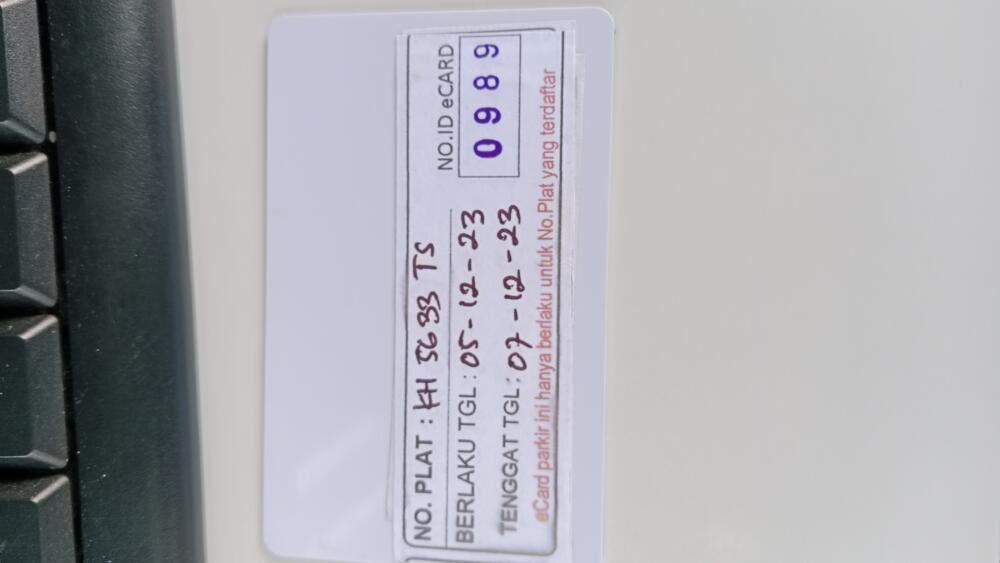 NO. PLAT : KH 5633 TS
NO.ID eCARD
BERLAKU TGL : 05-12-23
0989
TENGGAT TGL : 07-12-23
eCard parkir ini hanya berlaku untuk No.Plat yang terdaftar